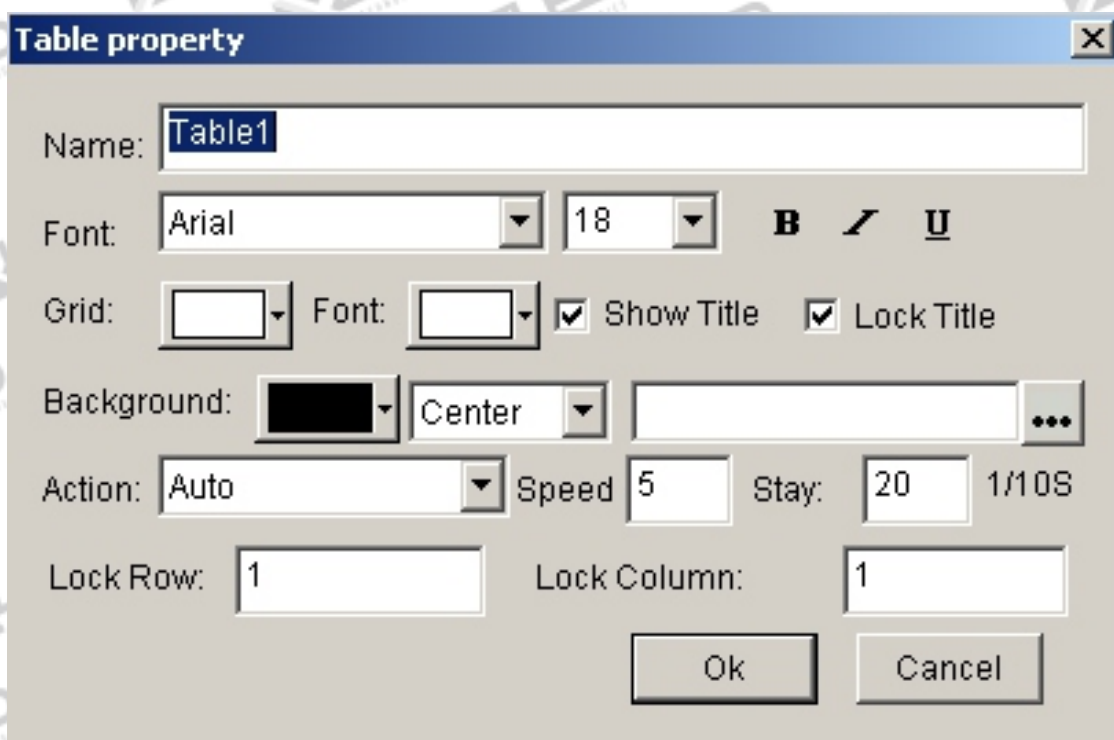 Table property
Name: Table1
Font: Arial 18 B I U
Grid: Font: Show Title Lock Title
Background: Center ...
Action: Auto Speed 5 Stay: 20 1/10S
Lock Row: 1 Lock Column: 1
Ok Cancel